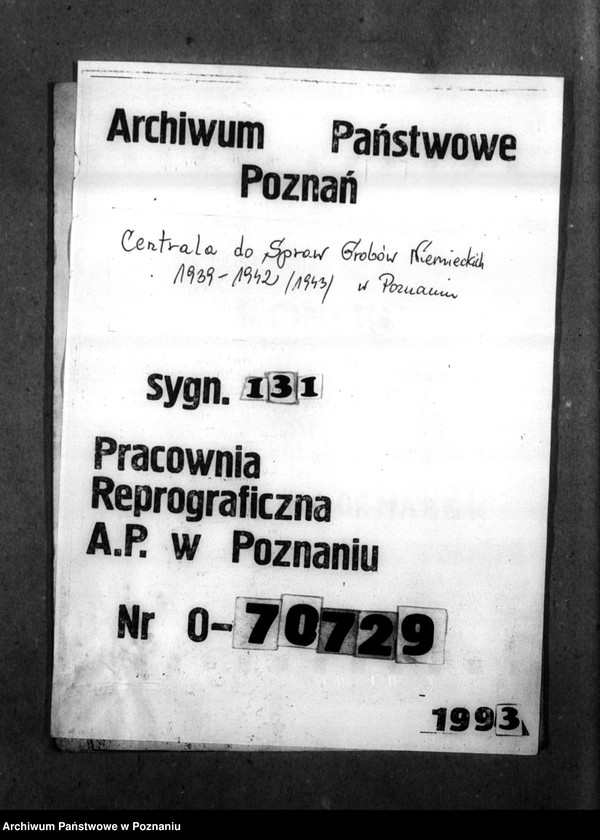 Archiwum Państwowe
Poznań
Centrala do Spraw Grobów Niemieckich
1939-1942 /1943/ w Poznaniu
sygn. 131
Pracownia
Reprograficzna
A.P. w Poznaniu
Nr 0-70729
1993
Archiwum Państwowe w Poznaniu